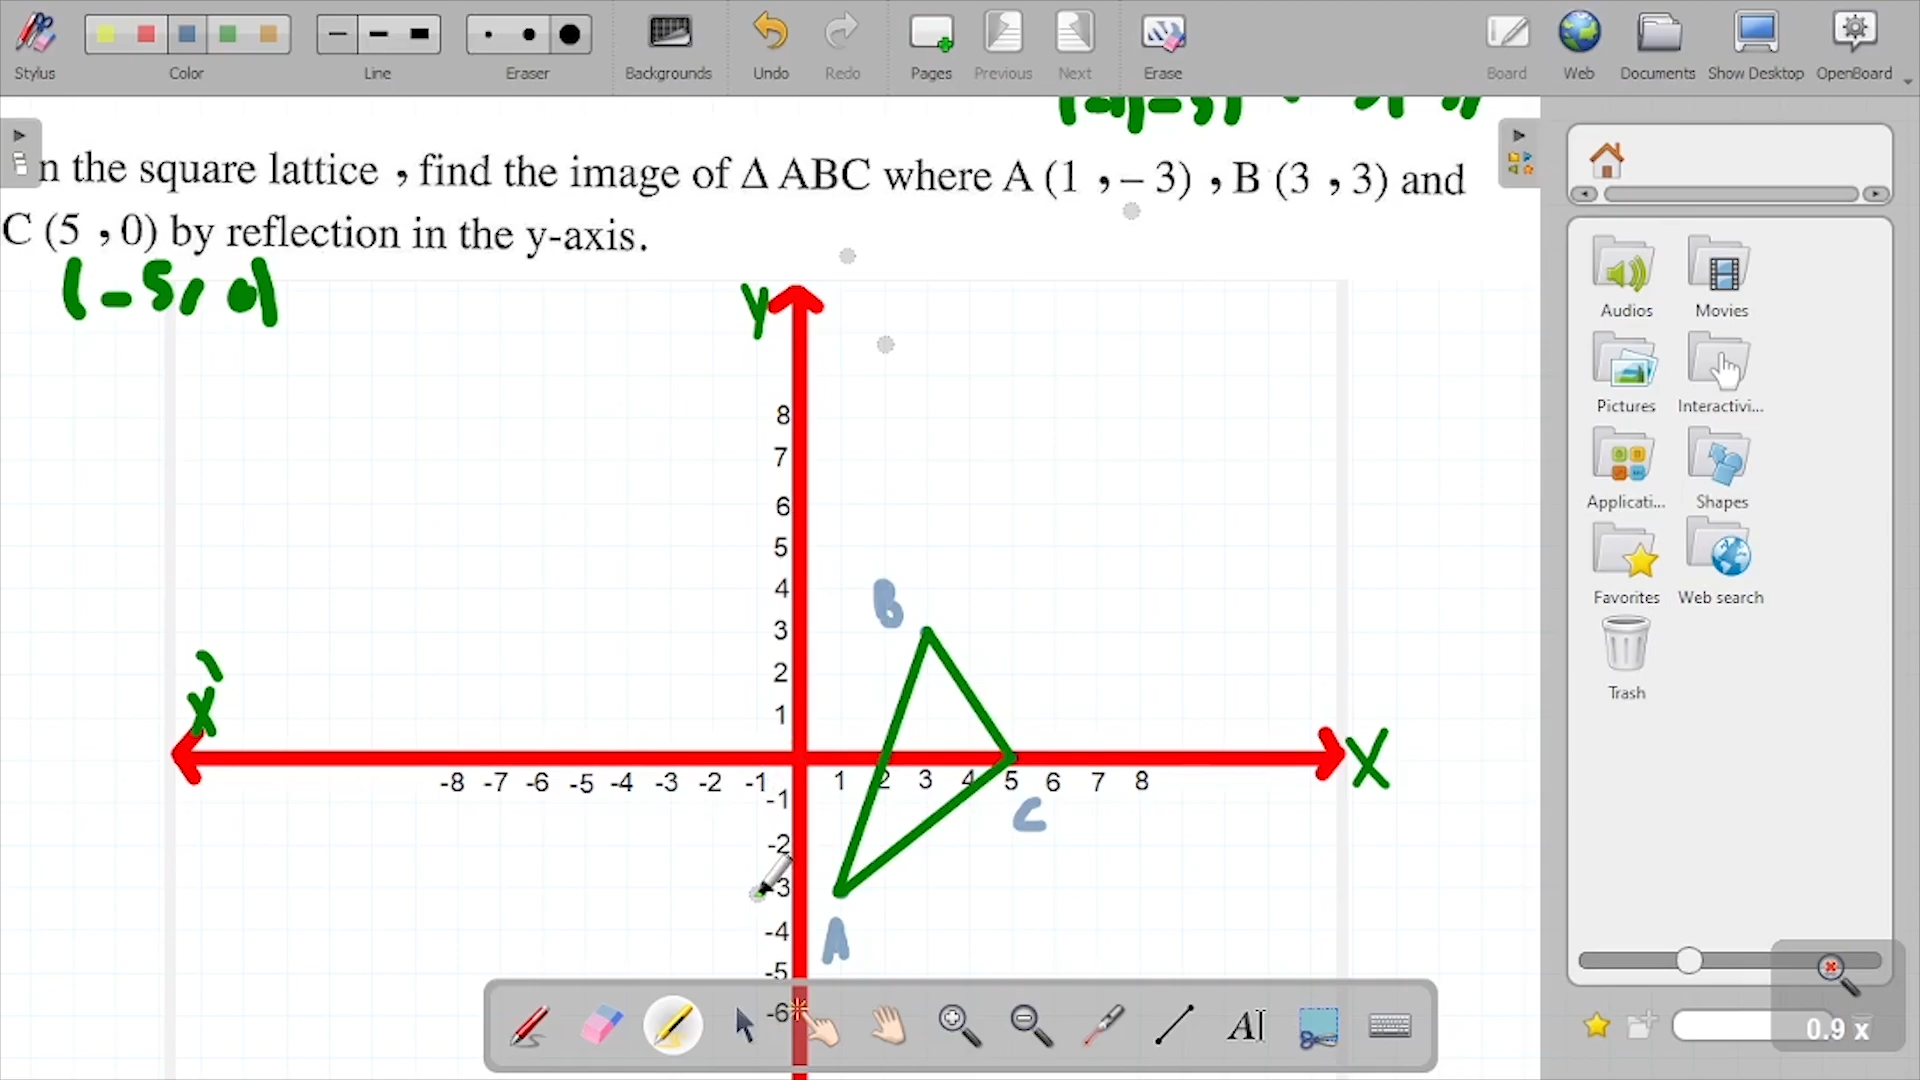 Stylus
Color
Line
Eraser
Backgrounds
Undo
Redo
Pages
Previous
Next
Erase
Board
Web
Documents
Show Desktop
OpenBoard
n the square lattice , find the image of Δ ABC where A (1 , – 3) , B (3 , 3) and
C (5 , 0) by reflection in the y-axis.
(-5, 0)
y
8
7
6
5
4
3
2
1
B
x`
X
-8 -7 -6 -5 -4 -3 -2 -1 1 2 3 4 5 6 7 8
-1
-2
-3
-4
-5
-6
C
A
Audios
Movies
Pictures
Interactivi...
Applicati...
Shapes
Favorites
Web search
Trash
0.9 x
AI